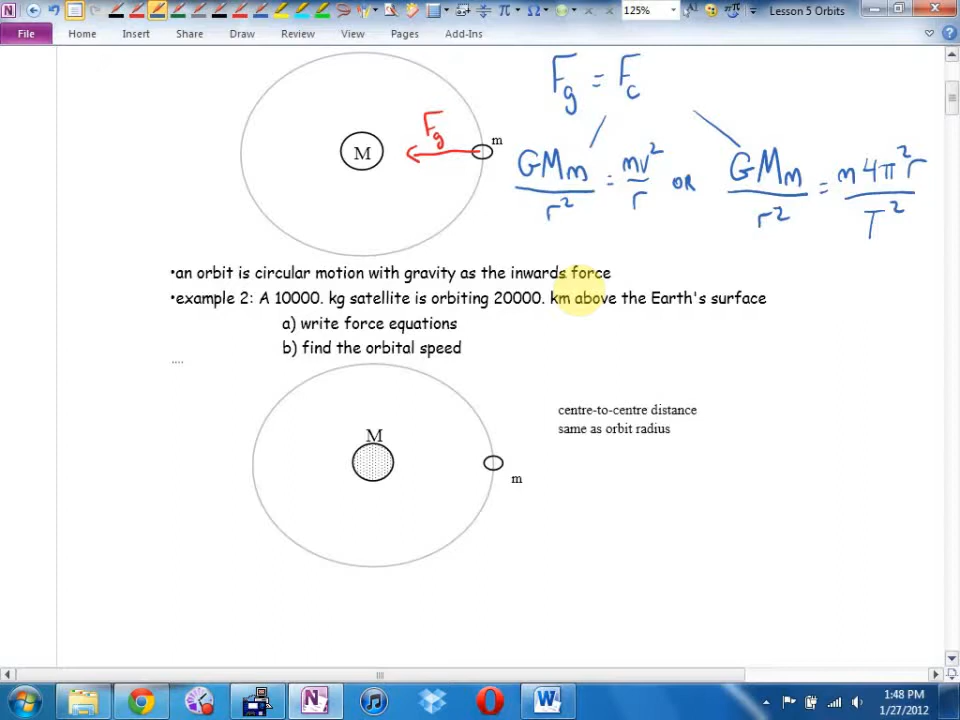 125%
Lesson 5 Orbits
File Home Insert Share Draw Review View Pages Add-Ins
F_g = F_c
M
F_g
m
GMm/r² = mv²/r OR GMm/r² = m4π²r/T²
•an orbit is circular motion with gravity as the inwards force
•example 2: A 10000. kg satellite is orbiting 20000. km above the Earth's surface
a) write force equations
b) find the orbital speed
....
centre-to-centre distance
same as orbit radius
M
m
1:48 PM
1/27/2012